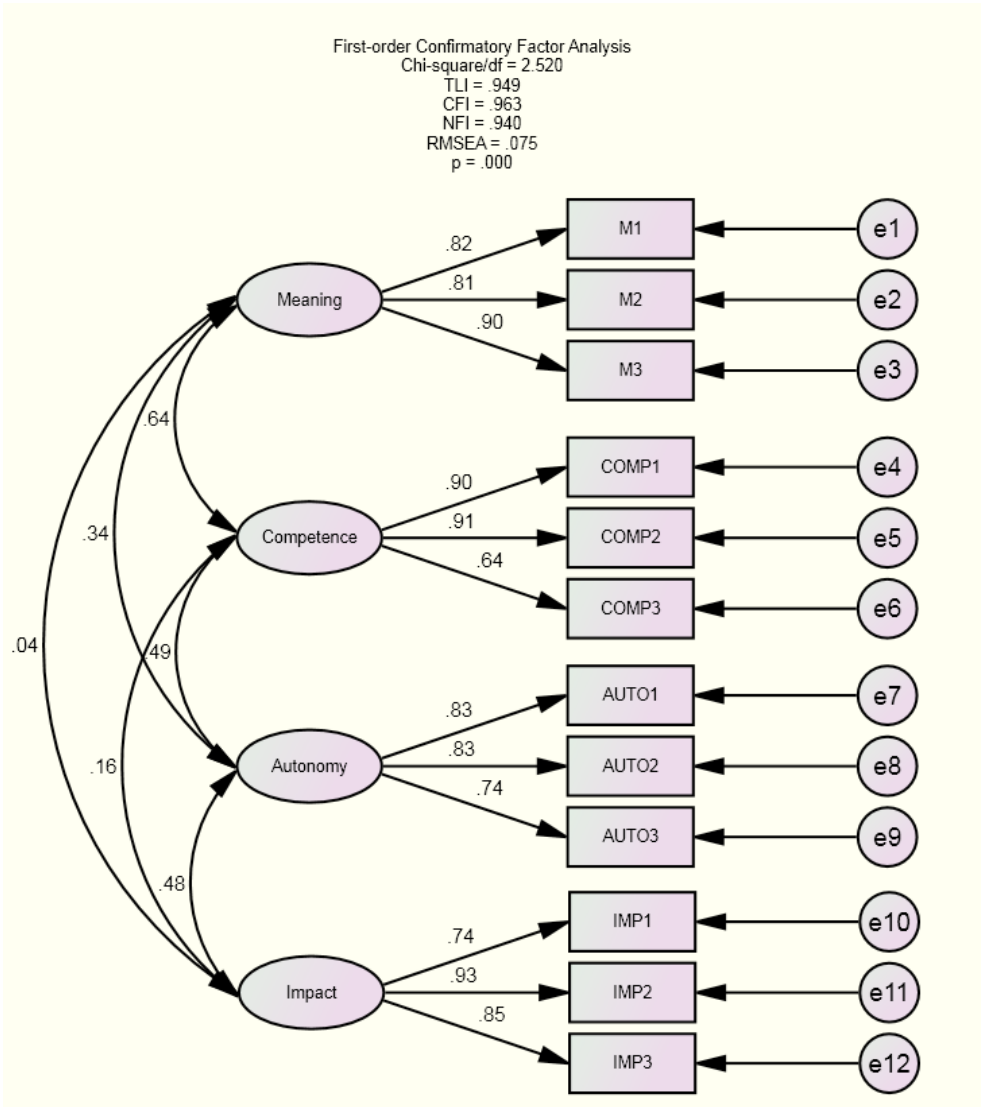 First-order Confirmatory Factor Analysis
Chi-square/df = 2.520
TLI = .949
CFI = .963
NFI = .940
RMSEA = .075
p = .000
M1
e1
.82
Meaning
.81
M2
e2
.90
M3
e3
.64
COMP1
e4
.90
Competence
.91
COMP2
e5
.34
.64
COMP3
e6
.04
.49
AUTO1
e7
.83
Autonomy
.83
AUTO2
e8
.16
.74
AUTO3
e9
.48
IMP1
e10
.74
Impact
.93
IMP2
e11
.85
IMP3
e12